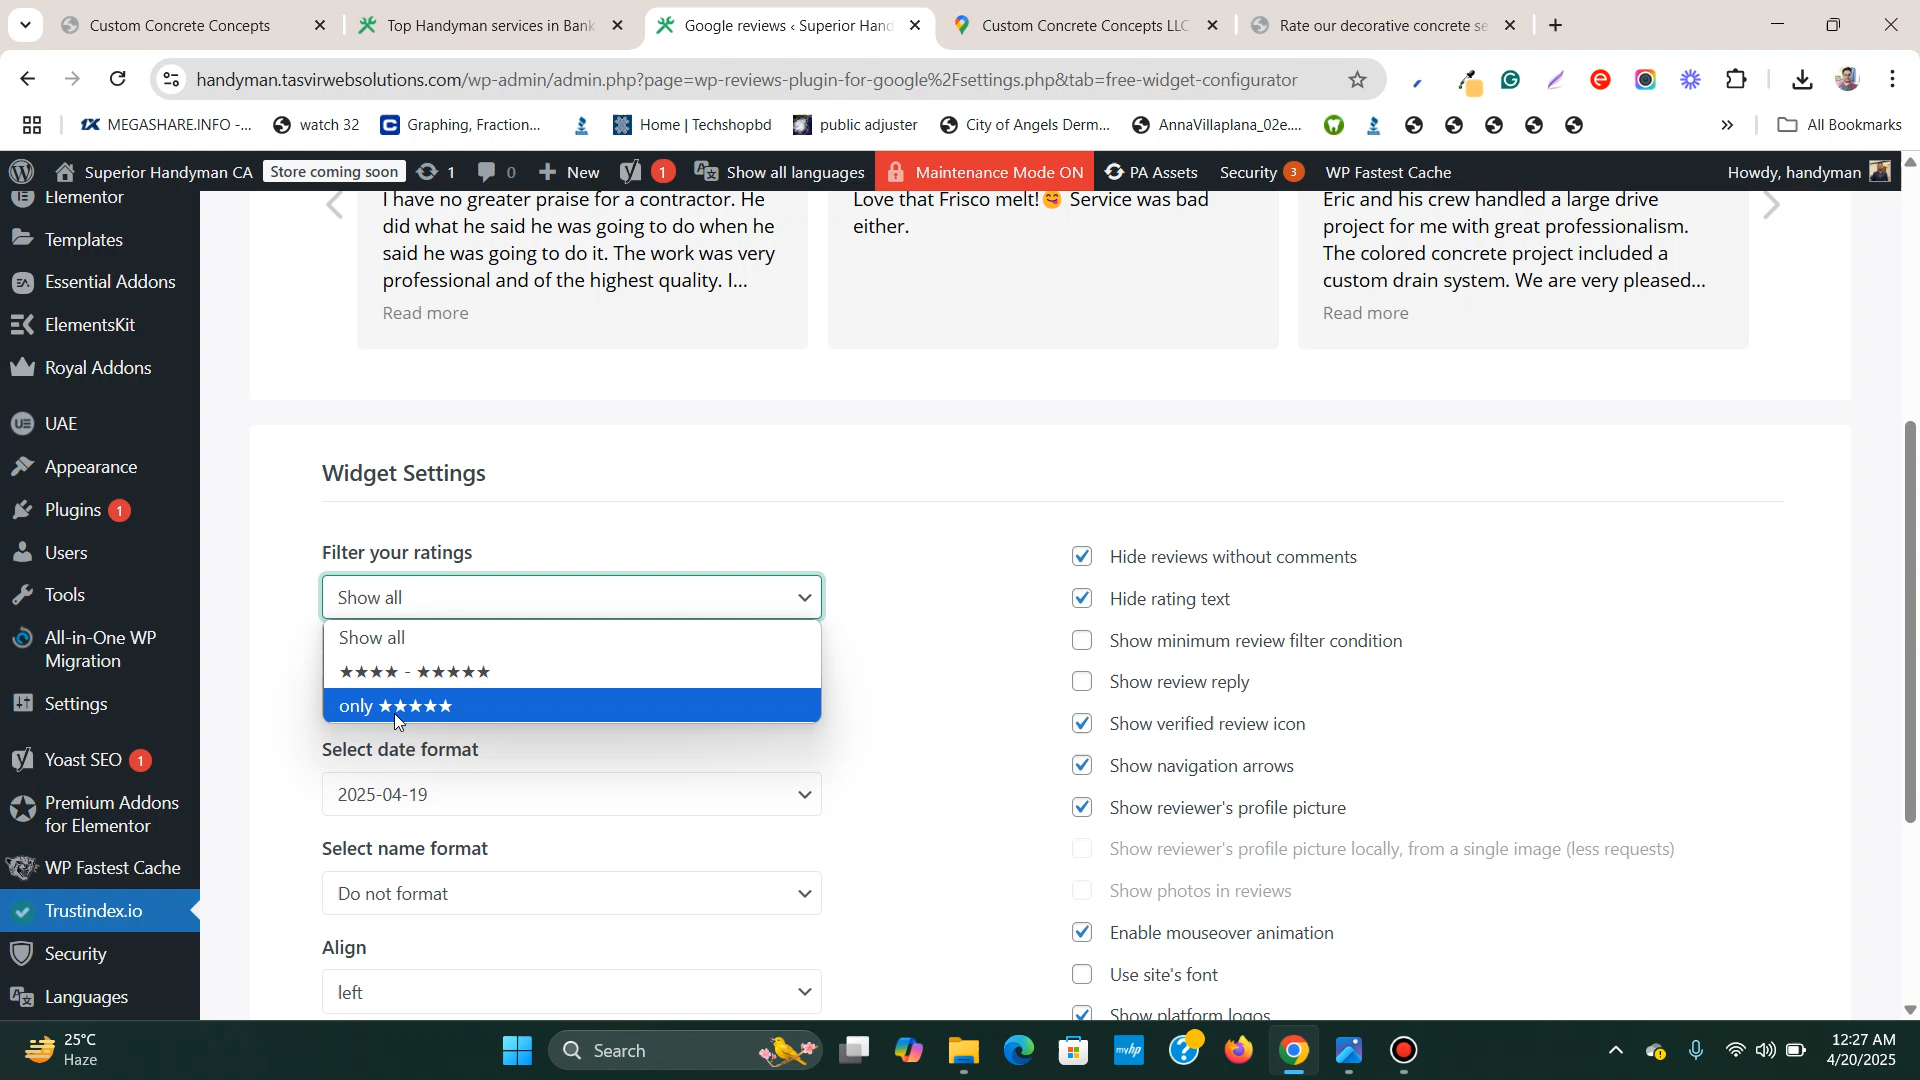 Custom Concrete Concepts
Top Handyman services in Bank
Google reviews ‹ Superior Hand
Custom Concrete Concepts LLC
Rate our decorative concrete se
handyman.tasvirwebsolutions.com/wp-admin/admin.php?page=wp-reviews-plugin-for-google%2Fsettings.php&tab=free-widget-configurator
MEGASHARE.INFO -...
watch 32
Graphing, Fraction...
Home | Techshopbd
public adjuster
City of Angels Derm...
AnnaVillaplana_02e....
All Bookmarks
Superior Handyman CA
Store coming soon
1
0
New
1
Show all languages
Maintenance Mode ON
PA Assets
Security 3
WP Fastest Cache
Howdy, handyman
Elementor
Templates
Essential Addons
ElementsKit
Royal Addons
UAE
Appearance
Plugins 1
Users
Tools
All-in-One WP
Migration
Settings
Yoast SEO 1
Premium Addons
for Elementor
WP Fastest Cache
Trustindex.io
Security
Languages
I have no greater praise for a contractor. He
did what he said he was going to do when he
said he was going to do it. The work was very
professional and of the highest quality. I...
Read more
Love that Frisco melt!😋 Service was bad
either.
Eric and his crew handled a large drive
project for me with great professionalism.
The colored concrete project included a
custom drain system. We are very pleased...
Read more
Widget Settings
Filter your ratings
Show all
Show all
★★★★ - ★★★★★
only ★★★★★
Select date format
2025-04-19
Select name format
Do not format
Align
left
Hide reviews without comments
Hide rating text
Show minimum review filter condition
Show review reply
Show verified review icon
Show navigation arrows
Show reviewer's profile picture
Show reviewer's profile picture locally, from a single image (less requests)
Show photos in reviews
Enable mouseover animation
Use site's font
Show platform logos
25°C
Haze
Search
12:27 AM
4/20/2025